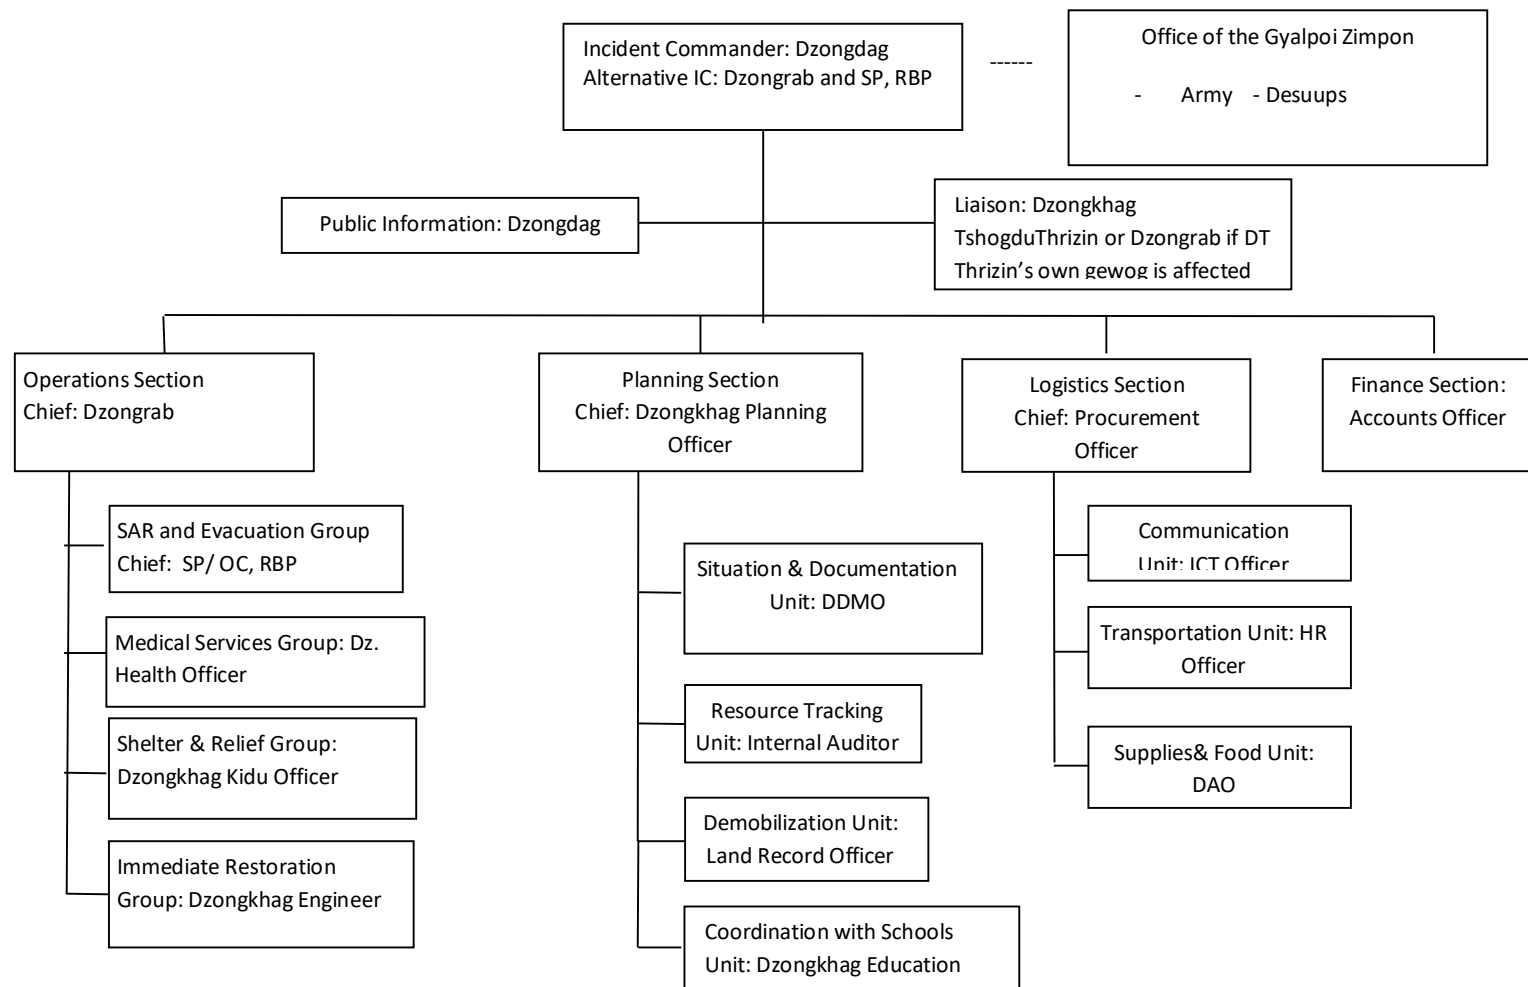 Incident Commander: Dzongdag
Alternative IC: Dzongrab and SP, RBP
------
Office of the Gyalpoi Zimpon
- Army - Desuups
Public Information: Dzongdag
Liaison: Dzongkhag
TshogduThrizin or Dzongrab if DT
Thrizin’s own gewog is affected
Operations Section
Chief: Dzongrab
Planning Section
Chief: Dzongkhag Planning
Officer
Logistics Section
Chief: Procurement
Officer
Finance Section:
Accounts Officer
SAR and Evacuation Group
Chief: SP/ OC, RBP
Medical Services Group: Dz.
Health Officer
Shelter & Relief Group:
Dzongkhag Kidu Officer
Immediate Restoration
Group: Dzongkhag Engineer
Situation & Documentation
Unit: DDMO
Resource Tracking
Unit: Internal Auditor
Demobilization Unit:
Land Record Officer
Coordination with Schools
Unit: Dzongkhag Education
Communication
Unit: ICT Officer
Transportation Unit: HR
Officer
Supplies& Food Unit:
DAO